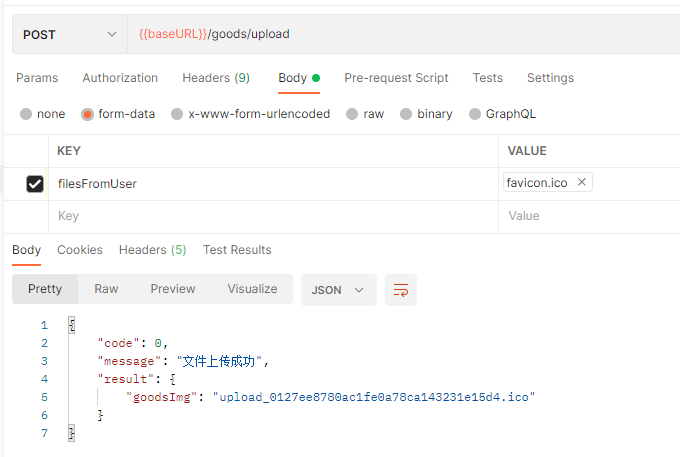 POST {{baseURL}}/goods/upload
Params Authorization Headers (9) Body Pre-request Script Tests Settings
none form-data x-www-form-urlencoded raw binary GraphQL
KEY VALUE
filesFromUser favicon.ico ×
Key Value
Body Cookies Headers (5) Test Results
Pretty Raw Preview Visualize JSON
1 {
2 "code": 0,
3 "message": "文件上传成功",
4 "result": {
5 "goodsImg": "upload_0127ee8780ac1fe0a78ca143231e15d4.ico"
6 }
7 }